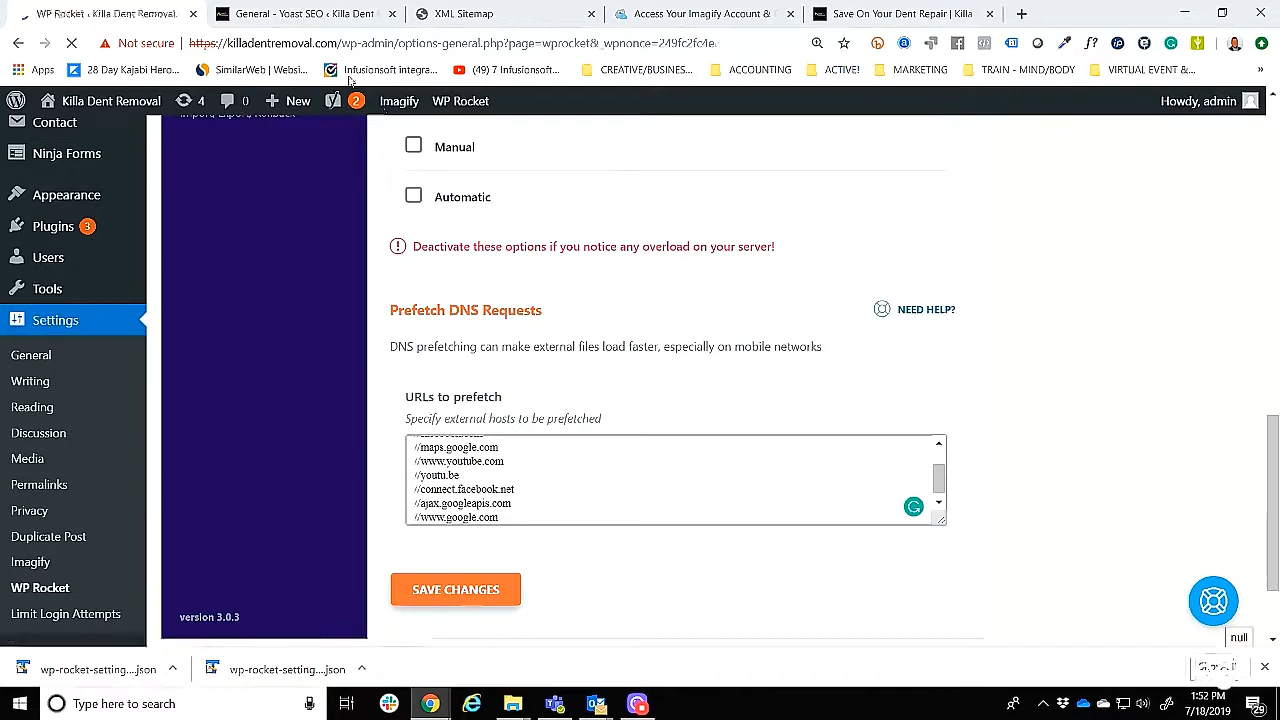 WP Rocket ‹ Killa Dent Removal
General - Yoast SEO ‹ Killa Dent
XML Sitemap
Access Your Imagify Account &
Save On Your Dent Repair | Killa
Not secure
https://killadentremoval.com/wp-admin/options-general.php?page=wprocket&_wpnonce=249fc2fc4e
Apps
28 Day Kajabi Hero...
SimilarWeb | Websi...
Infusionsoft integra...
(49) 7 Infusionsoft...
CREATIVE/BUSINES...
ACCOUNTING
ACTIVE!
MARKETING
TRAIN - MIND/BODY
VIRTUAL EVENT &...
»
Killa Dent Removal
4
0
New
2
Imagify
WP Rocket
Howdy, admin
Contact
Ninja Forms
Appearance
Plugins 3
Users
Tools
Settings
General
Writing
Reading
Discussion
Media
Permalinks
Privacy
Duplicate Post
Imagify
WP Rocket
Limit Login Attempts
version 3.0.3
Manual
Automatic
Deactivate these options if you notice any overload on your server!
Prefetch DNS Requests
NEED HELP?
DNS prefetching can make external files load faster, especially on mobile networks
URLs to prefetch
Specify external hosts to be prefetched
//maps.google.com
//www.youtube.com
//youtu.be
//connect.facebook.net
//ajax.googleapis.com
//www.google.com
SAVE CHANGES
null
wp-rocket-setting....json
wp-rocket-setting....json
Type here to search
1:52 PM
7/18/2019